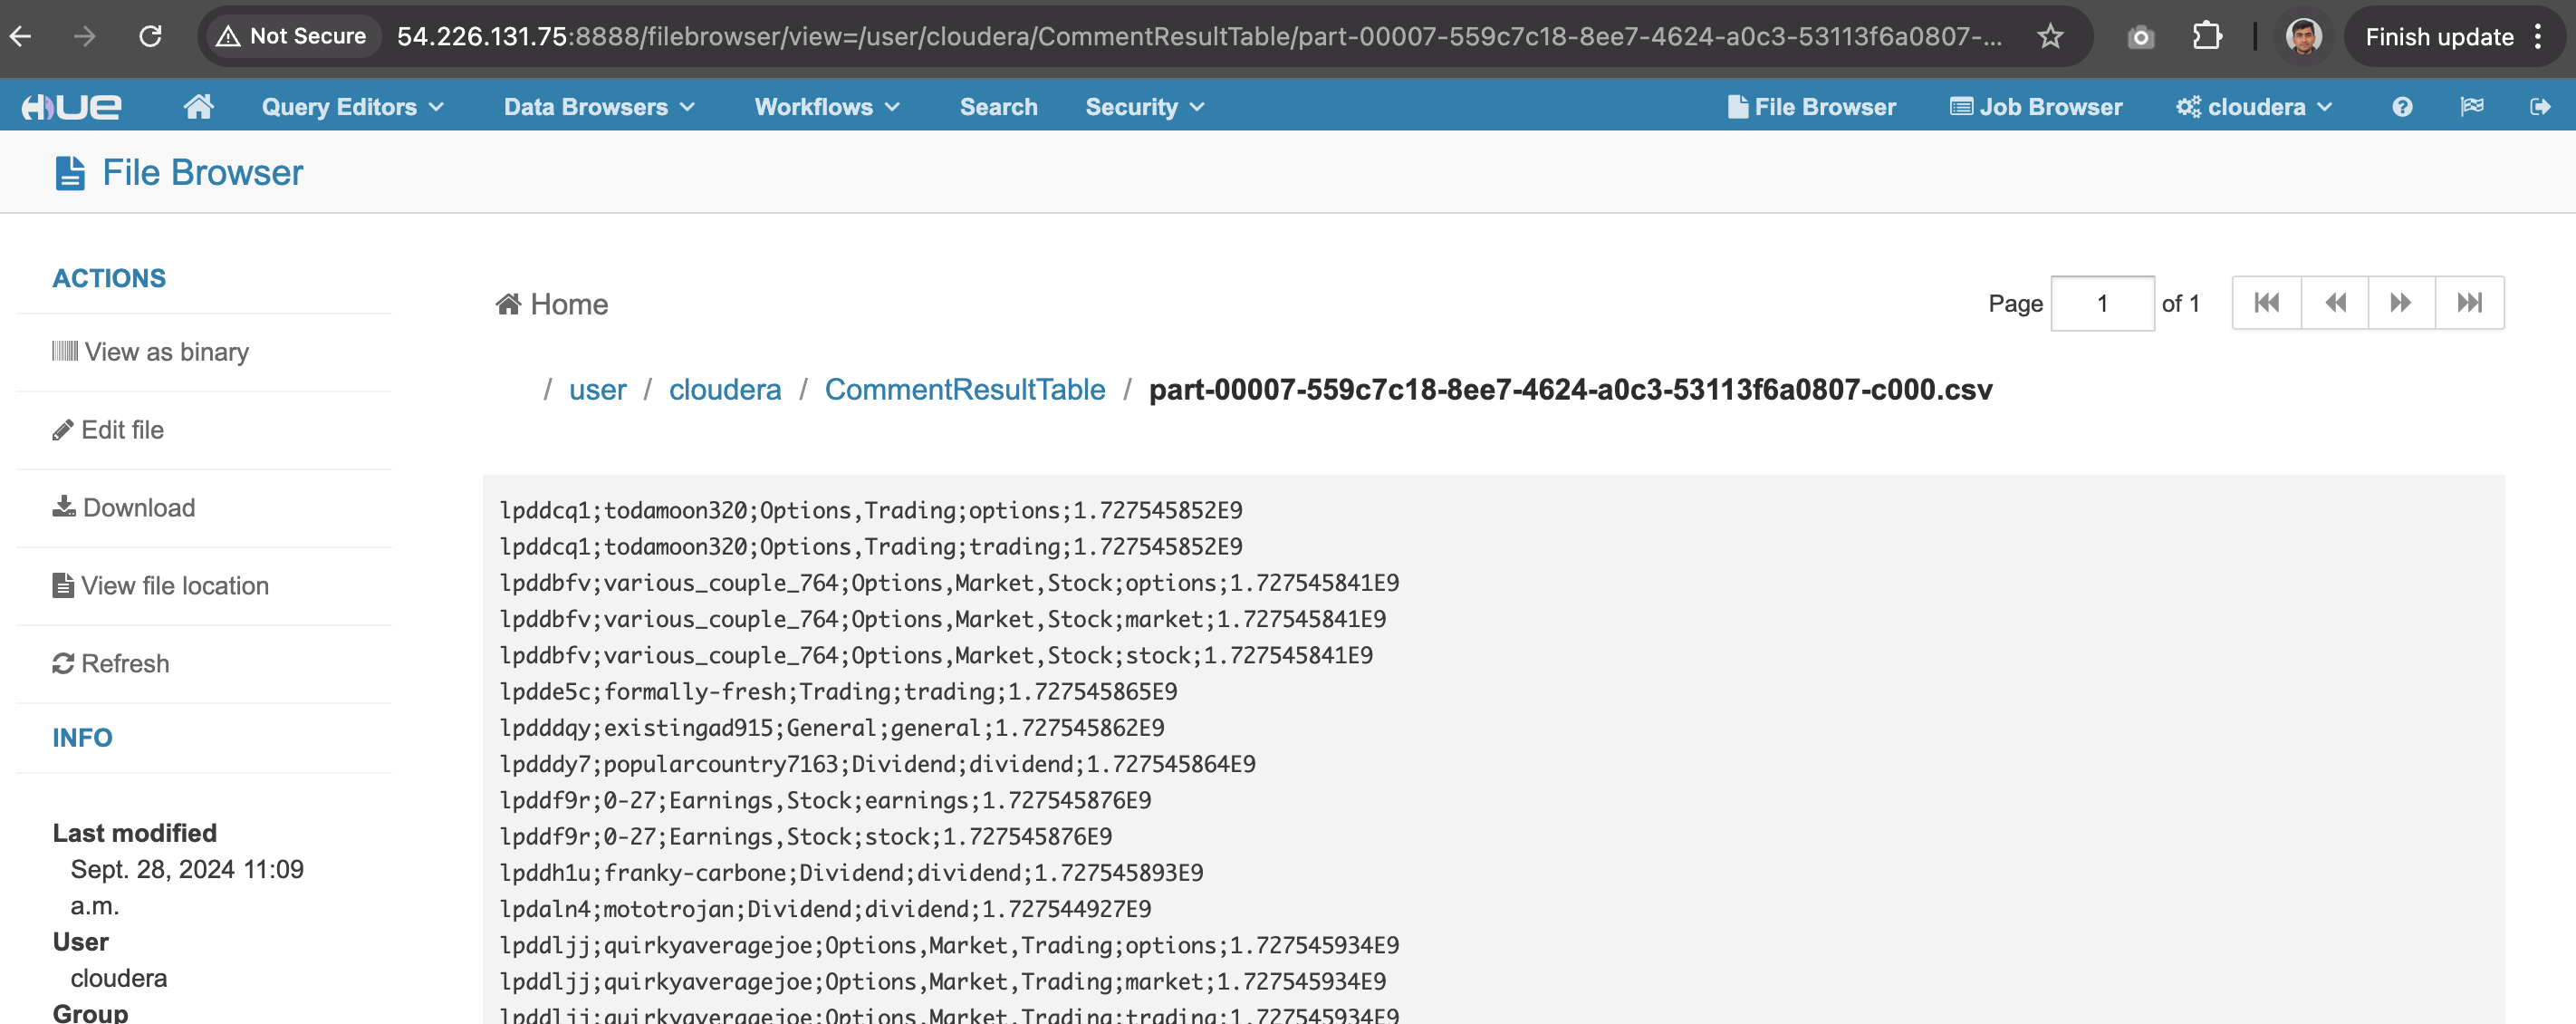 Not Secure 54.226.131.75:8888/filebrowser/view=/user/cloudera/CommentResultTable/part-00007-559c7c18-8ee7-4624-a0c3-53113f6a0807-... Finish update
HUE Query Editors Data Browsers Workflows Search Security File Browser Job Browser cloudera ?
File Browser
ACTIONS
View as binary
Edit file
Download
View file location
Refresh
INFO
Last modified
Sept. 28, 2024 11:09
a.m.
User
cloudera
Group
Home
Page 1 of 1
/ user / cloudera / CommentResultTable / part-00007-559c7c18-8ee7-4624-a0c3-53113f6a0807-c000.csv
lpddcq1;todamoon320;Options,Trading;options;1.727545852E9
lpddcq1;todamoon320;Options,Trading;trading;1.727545852E9
lpddbfv;various_couple_764;Options,Market,Stock;options;1.727545841E9
lpddbfv;various_couple_764;Options,Market,Stock;market;1.727545841E9
lpddbfv;various_couple_764;Options,Market,Stock;stock;1.727545841E9
lpdde5c;formally-fresh;Trading;trading;1.727545865E9
lpdddqy;existingad915;General;general;1.727545862E9
lpdddy7;popularcountry7163;Dividend;dividend;1.727545864E9
lpddf9r;0-27;Earnings,Stock;earnings;1.727545876E9
lpddf9r;0-27;Earnings,Stock;stock;1.727545876E9
lpddh1u;franky-carbone;Dividend;dividend;1.727545893E9
lpdaln4;mototrojan;Dividend;dividend;1.727544927E9
lpddljj;quirkyaveragejoe;Options,Market,Trading;options;1.727545934E9
lpddljj;quirkyaveragejoe;Options,Market,Trading;market;1.727545934E9
lpddljj;quirkyaveragejoe;Options,Market,Trading;trading;1.727545934E9